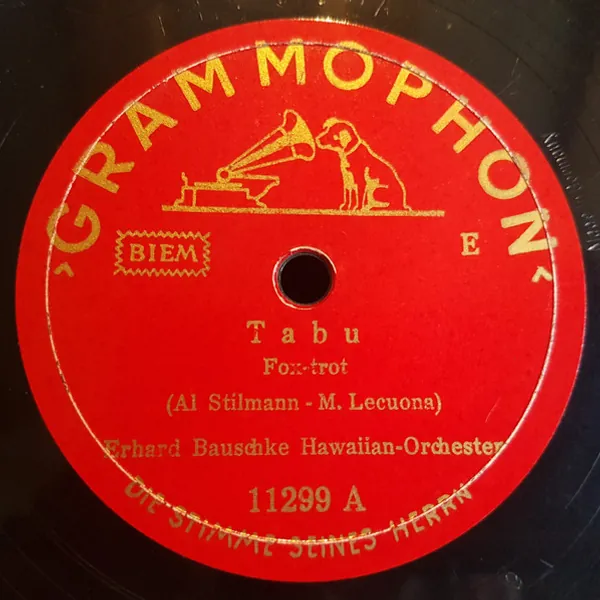 ›GRAMMOPHON‹
BIEM
E
Tabu
Fox-trot
(Al Stilmann - M. Lecuona)
Erhard Bauschke Hawaiian-Orchester
11299 A
DIE STIMME SEINES HERRN